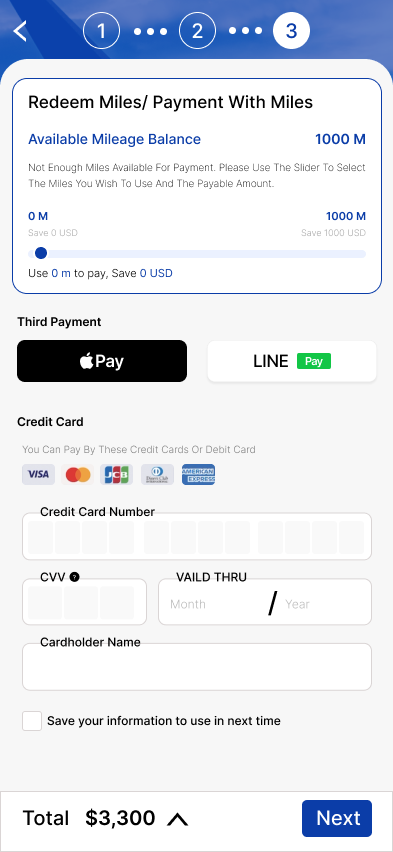 1 2 3
Redeem Miles/ Payment With Miles
Available Mileage Balance 1000 M
Not Enough Miles Available For Payment. Please Use The Slider To Select
The Miles You Wish To Use And The Payable Amount.
0 M 1000 M
Save 0 USD Save 1000 USD
Use 0 m to pay, Save 0 USD
Third Payment
Pay LINE Pay
Credit Card
You Can Pay By These Credit Cards Or Debit Card
VISA JCB AMERICAN EXPRESS
Credit Card Number
CVV ? VAILD THRU
Month / Year
Cardholder Name
Save your information to use in next time
Total $3,300 Next